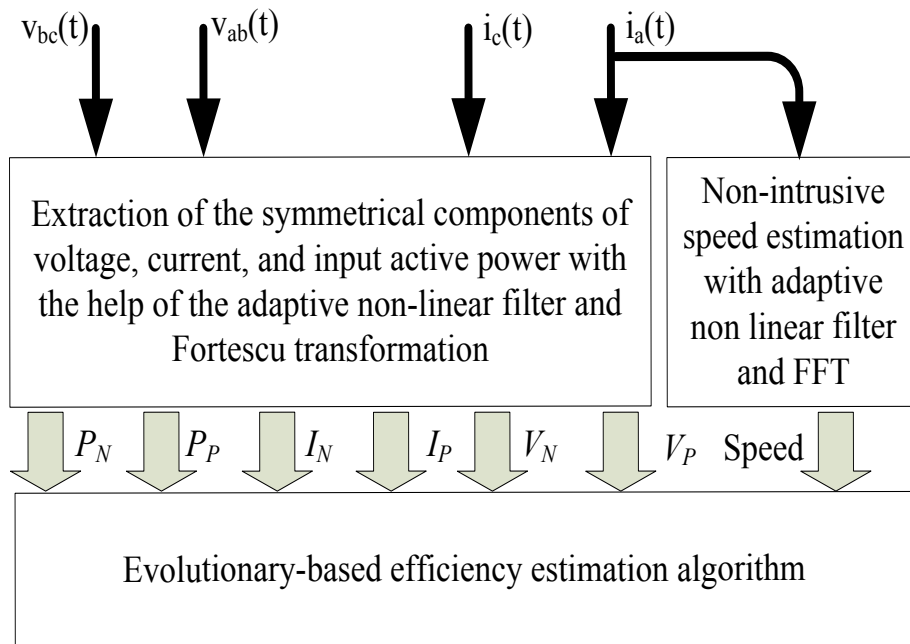 v_bc(t) v_ab(t) i_c(t) i_a(t)
Extraction of the symmetrical components of
voltage, current, and input active power with
the help of the adaptive non-linear filter and
Fortescu transformation
Non-intrusive
speed estimation
with adaptive
non linear filter
and FFT
P_N P_P I_N I_P V_N V_P Speed
Evolutionary-based efficiency estimation algorithm